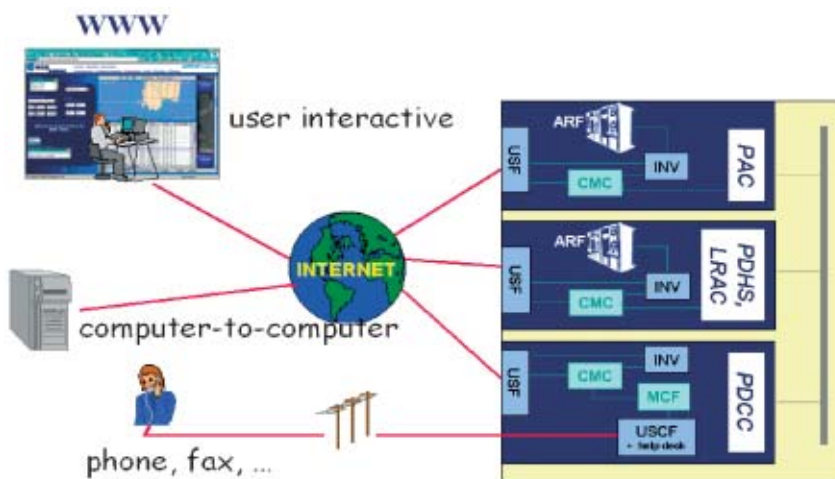 WWW
user interactive
INTERNET
computer-to-computer
phone, fax, ...
USF
ARF
CMC
INV
PAC
USF
ARF
CMC
INV
PDHS,
LRAC
USF
INV
CMC
MCF
USCF
+ help desk
PDCC